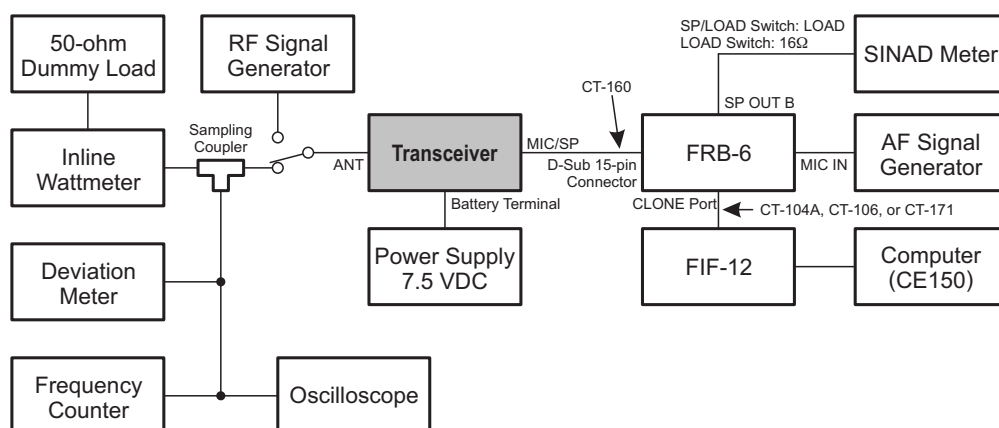 50-ohm
Dummy Load
RF Signal
Generator
SP/LOAD Switch: LOAD
LOAD Switch: 16Ω
SINAD Meter
CT-160
SP OUT B
Sampling
Coupler
Inline
Wattmeter
ANT
Transceiver
MIC/SP
D-Sub 15-pin
Connector
FRB-6
MIC IN
AF Signal
Generator
Battery Terminal
CLONE Port
CT-104A, CT-106, or CT-171
Deviation
Meter
Power Supply
7.5 VDC
FIF-12
Computer
(CE150)
Frequency
Counter
Oscilloscope